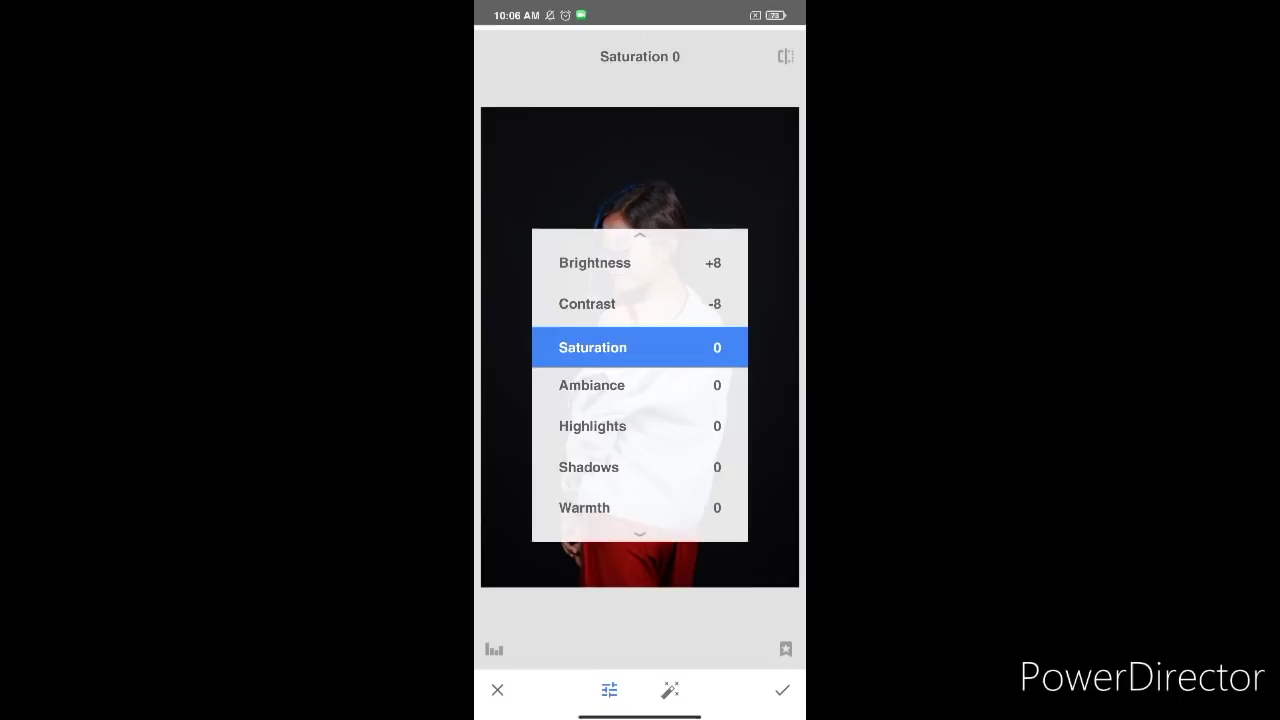 10:06 AM
73
Saturation 0
Brightness +8
Contrast -8
Saturation 0
Ambiance 0
Highlights 0
Shadows 0
Warmth 0
PowerDirector